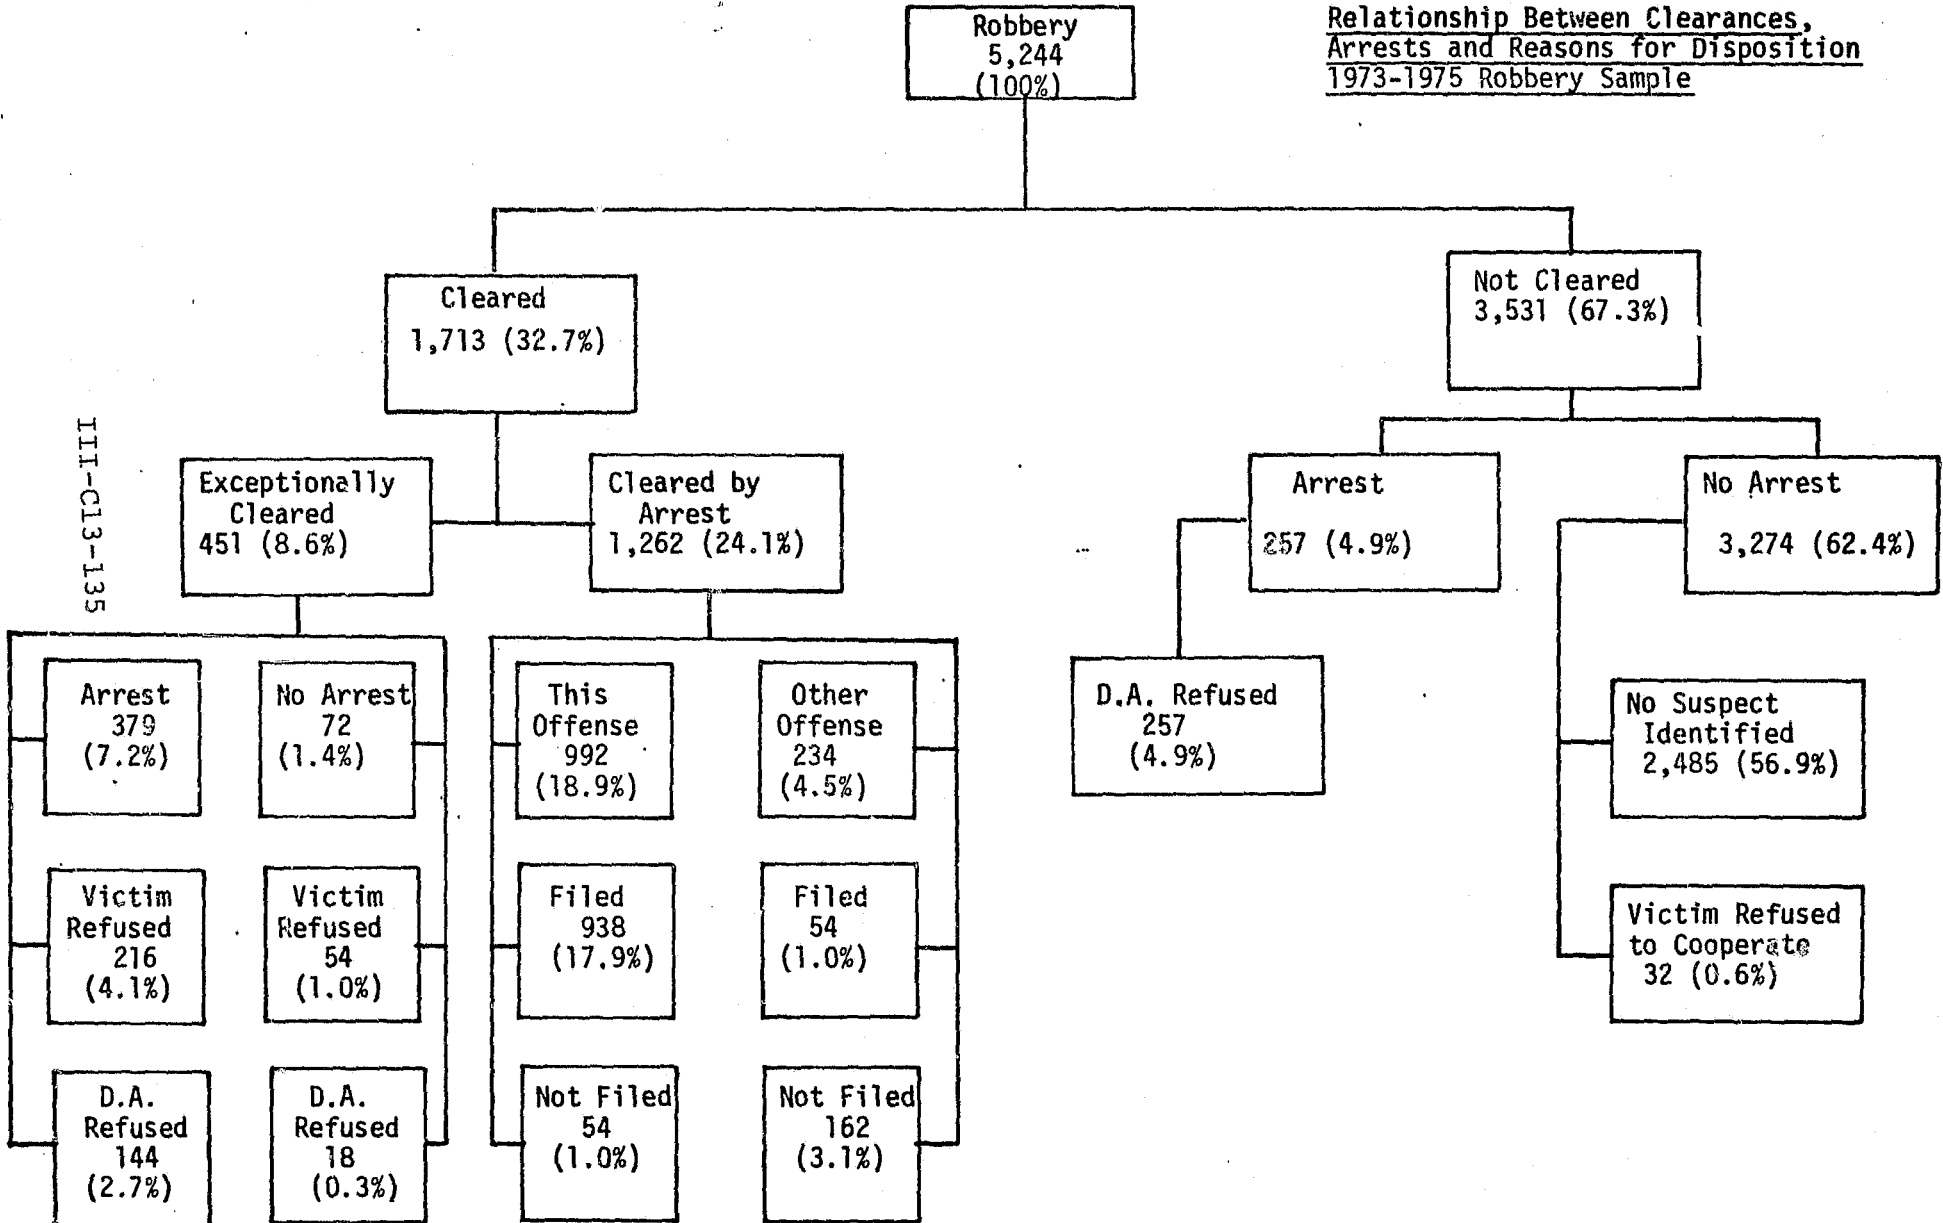 Robbery
5,244
(100%)
Relationship Between Clearances,
Arrests and Reasons for Disposition
1973-1975 Robbery Sample
Cleared
1,713 (32.7%)
Not Cleared
3,531 (67.3%)
Exceptionally
Cleared
451 (8.6%)
Cleared by
Arrest
1,262 (24.1%)
Arrest
257 (4.9%)
No Arrest
3,274 (62.4%)
III-C13-135
Arrest
379
(7.2%)
No Arrest
72
(1.4%)
This
Offense
992
(18.9%)
Other
Offense
234
(4.5%)
D.A. Refused
257
(4.9%)
No Suspect
Identified
2,485 (56.9%)
Victim
Refused
216
(4.1%)
Victim
Refused
54
(1.0%)
Filed
938
(17.9%)
Filed
54
(1.0%)
Victim Refused
to Cooperate
32 (0.6%)
D.A.
Refused
144
(2.7%)
D.A.
Refused
18
(0.3%)
Not Filed
54
(1.0%)
Not Filed
162
(3.1%)